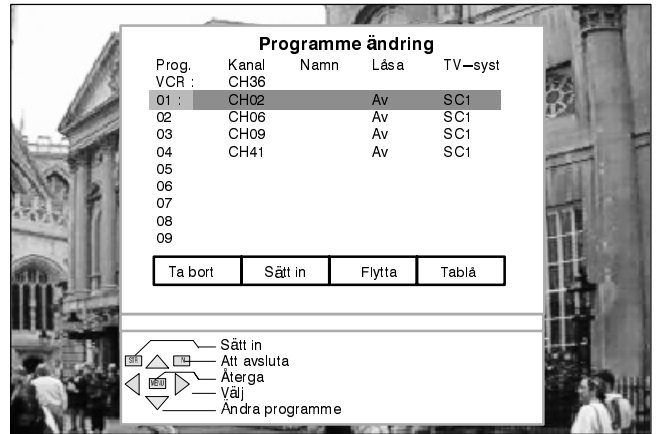 Programme ändring
Prog. Kanal Namn Låsa TV–syst
VCR : CH36
01 : CH02 Av SC1
02 CH06 Av SC1
03 CH09 Av SC1
04 CH41 Av SC1
05
06
07
08
09
Ta bort Sätt in Flytta Tablå
Sätt in
STR N Att avsluta
Återga
MENU Välj
Ändra programme